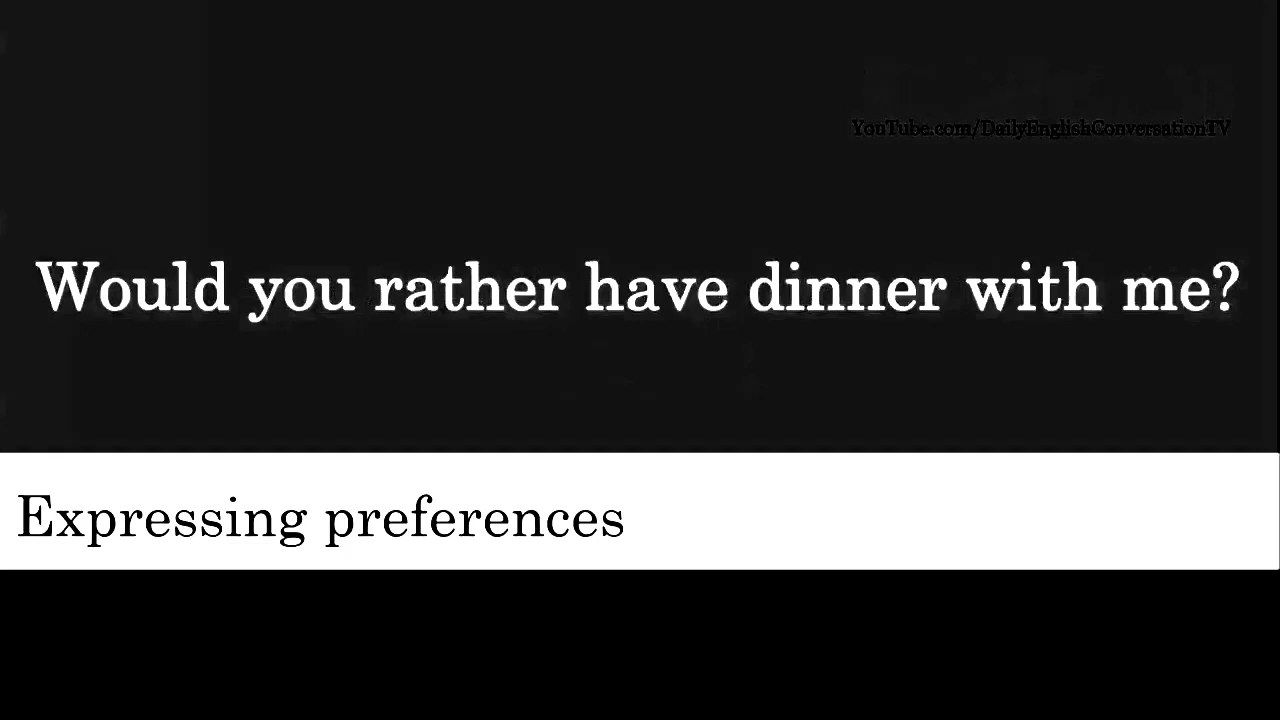 YouTube.com/DailyEnglishConversationTV
Would you rather have dinner with me?
Expressing preferences